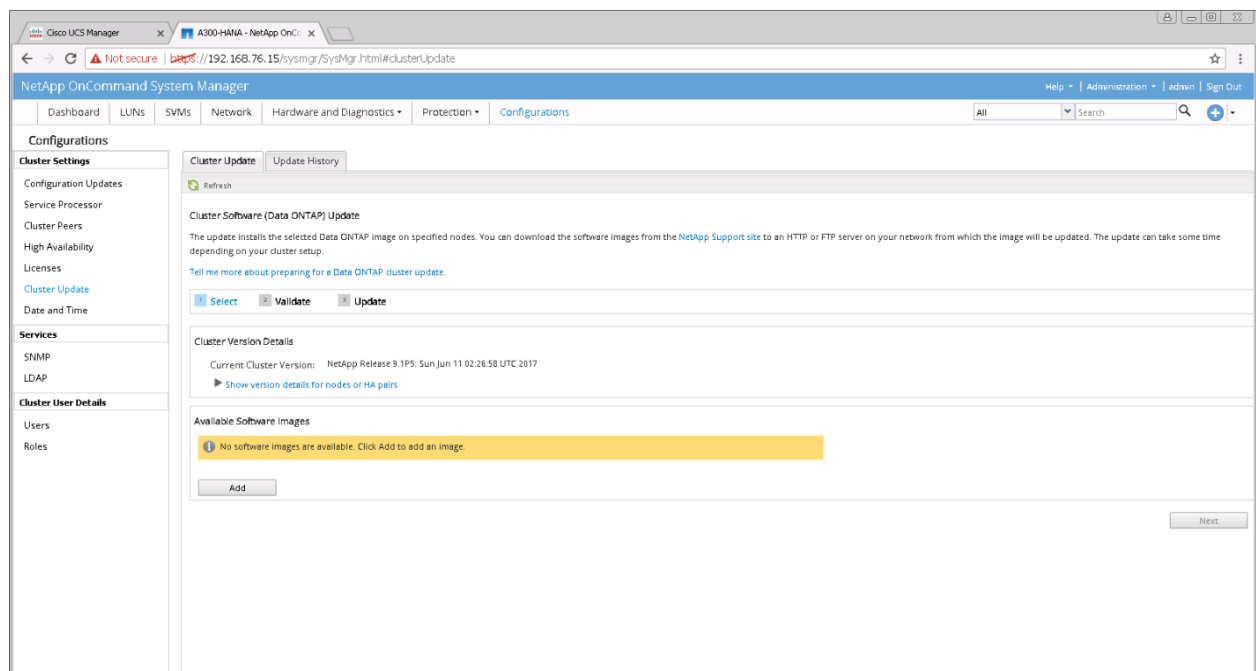 Cisco UCS Manager
A300-HANA - NetApp OnCo
Not secure | https://192.168.76.15/sysmgr/SysMgr.html#clusterUpdate
NetApp OnCommand System Manager
Help | Administration | admin | Sign Out
Dashboard LUNs SVMs Network Hardware and Diagnostics Protection Configurations
All Search
Configurations
Cluster Settings
Configuration Updates
Service Processor
Cluster Peers
High Availability
Licenses
Cluster Update
Date and Time
Services
SNMP
LDAP
Cluster User Details
Users
Roles
Cluster Update Update History
Refresh
Cluster Software (Data ONTAP) Update
The update installs the selected Data ONTAP image on specified nodes. You can download the software images from the NetApp Support site to an HTTP or FTP server on your network from which the image will be updated. The update can take some time
depending on your cluster setup.
Tell me more about preparing for a Data ONTAP cluster update.
1 Select 2 Validate 3 Update
Cluster Version Details
Current Cluster Version: NetApp Release 9.1P5: Sun Jun 11 02:26:58 UTC 2017
Show version details for nodes or HA pairs
Available Software Images
No software images are available. Click Add to add an image.
Add
Next